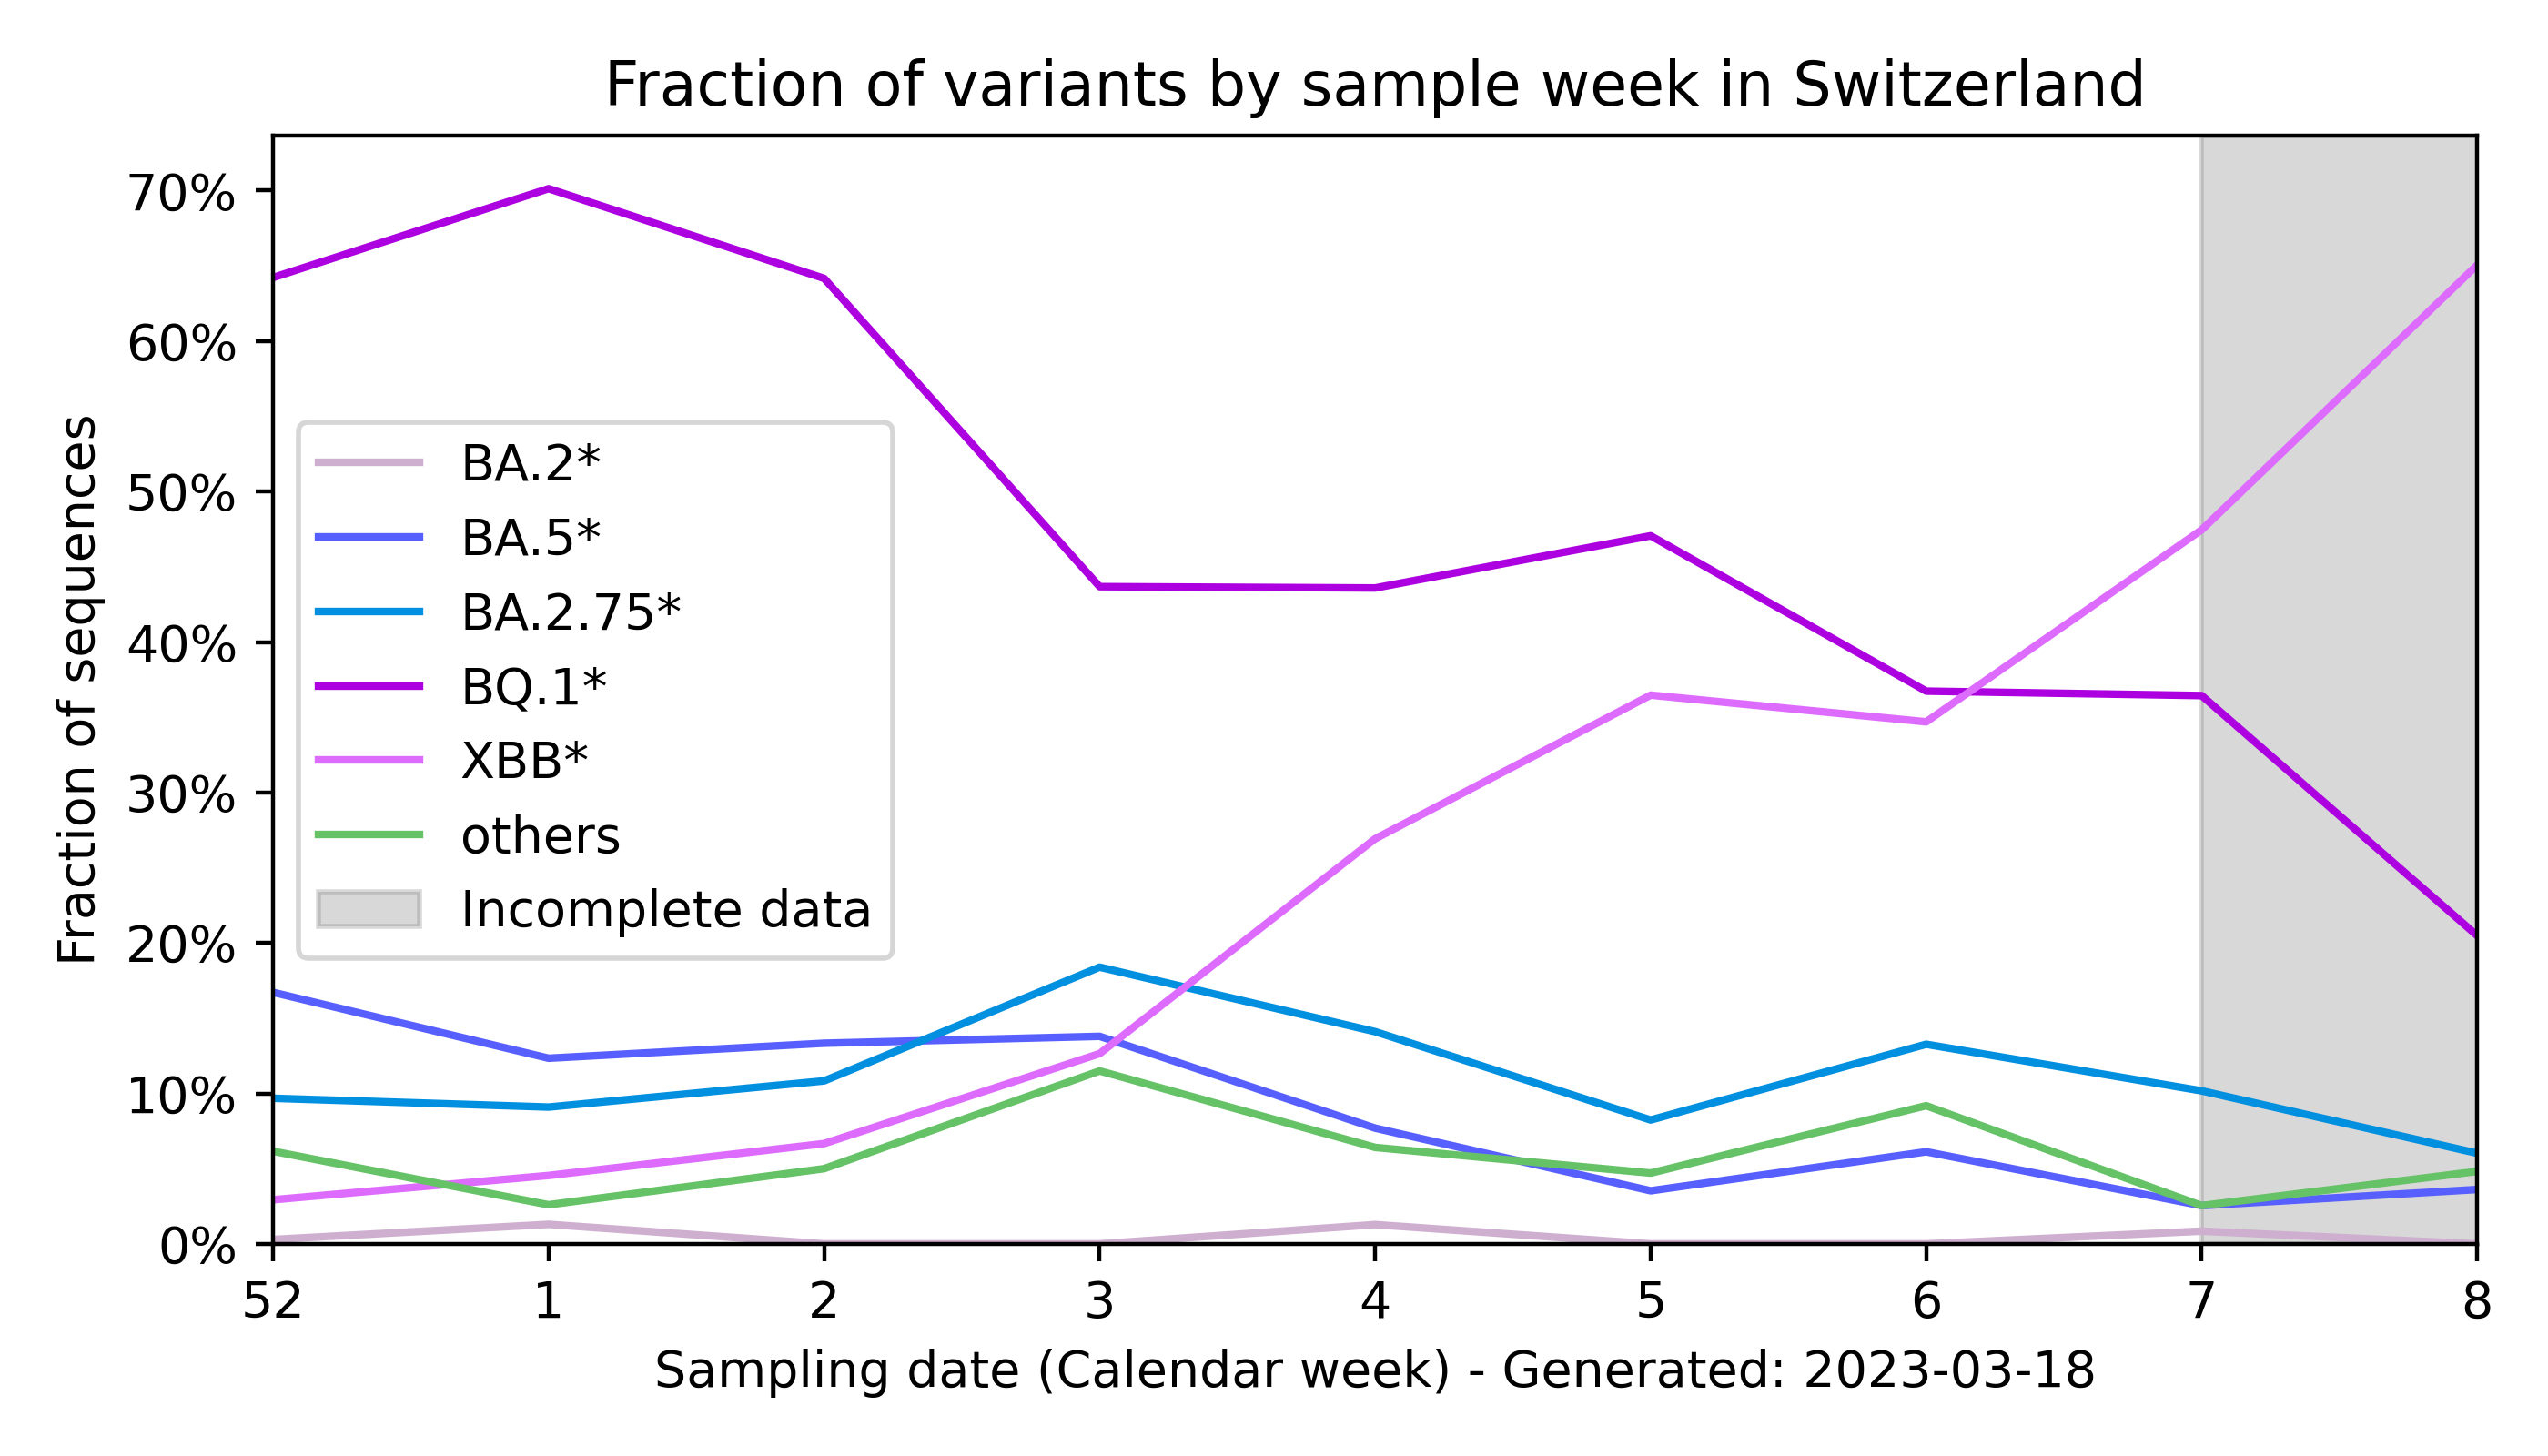 Fraction of variants by sample week in Switzerland
Fraction of sequences
70%
60%
50%
40%
30%
20%
10%
0%
BA.2*
BA.5*
BA.2.75*
BQ.1*
XBB*
others
Incomplete data
52 1 2 3 4 5 6 7 8
Sampling date (Calendar week) - Generated: 2023-03-18